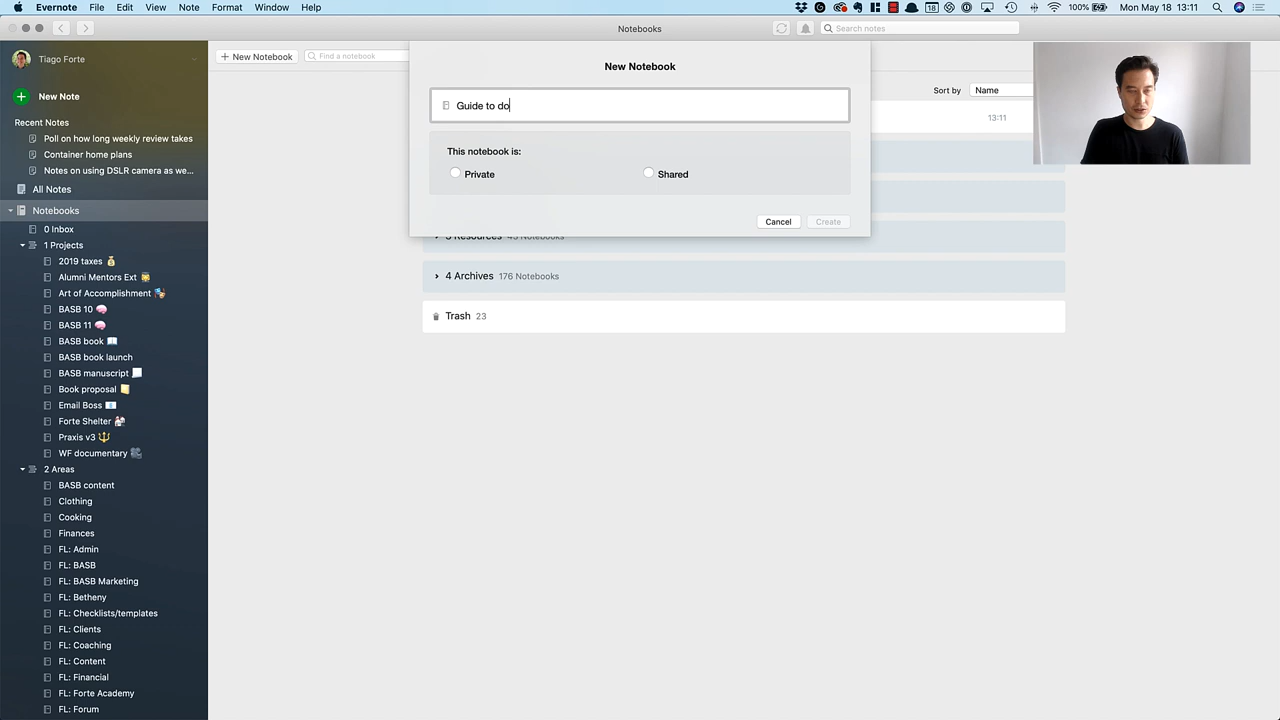 Evernote File Edit View Note Format Window Help
18
100%
Mon May 18 13:11
Notebooks
Search notes
Tiago Forte
New Note
Recent Notes
Poll on how long weekly review takes
Container home plans
Notes on using DSLR camera as we...
All Notes
Notebooks
0 Inbox
1 Projects
2019 taxes 💰
Alumni Mentors Ext
Art of Accomplishment 🎭
BASB 10 🧠
BASB 11 🧠
BASB book 📖
BASB book launch
BASB manuscript 📃
Book proposal
Email Boss 📧
Forte Shelter
Praxis v3 🔱
WF documentary
2 Areas
BASB content
Clothing
Cooking
Finances
FL: Admin
FL: BASB
FL: BASB Marketing
FL: Betheny
FL: Checklists/templates
FL: Clients
FL: Coaching
FL: Content
FL: Financial
FL: Forte Academy
FL: Forum
+ New Notebook
Find a notebook
Sort by Name
13:11
New Notebook
Guide to do
This notebook is:
Private
Shared
Cancel
Create
4 Archives 176 Notebooks
Trash 23